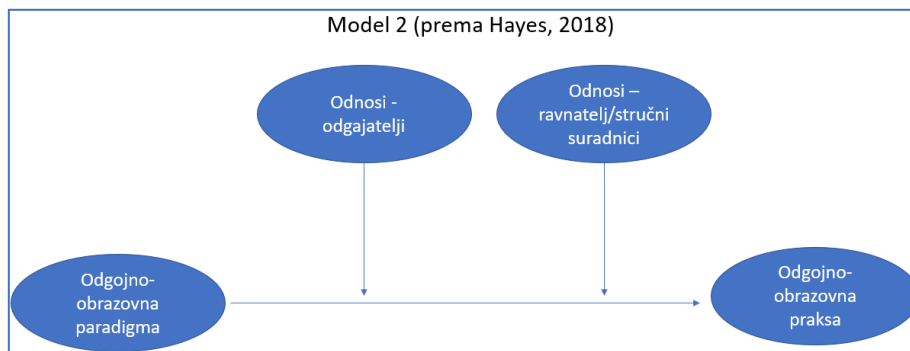 Model 2 (prema Hayes, 2018)
Odnosi -
odgajatelji
Odnosi –
ravnatelj/stručni
suradnici
Odgojno-
obrazovna
paradigma
Odgojno-
obrazovna
praksa